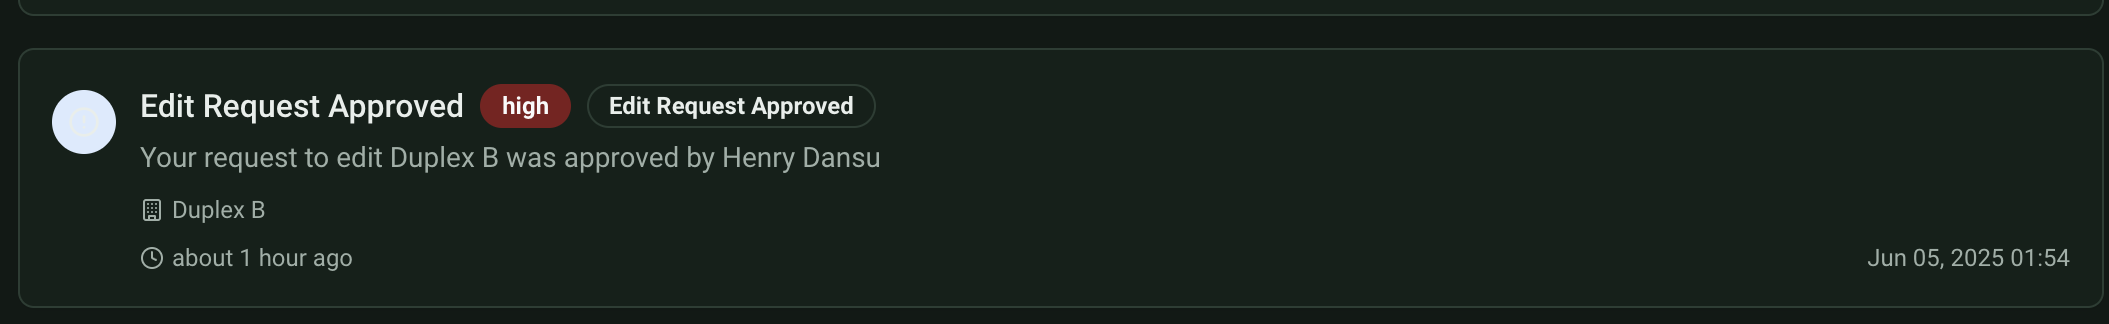 Edit Request Approved high Edit Request Approved
Your request to edit Duplex B was approved by Henry Dansu
Duplex B
about 1 hour ago Jun 05, 2025 01:54